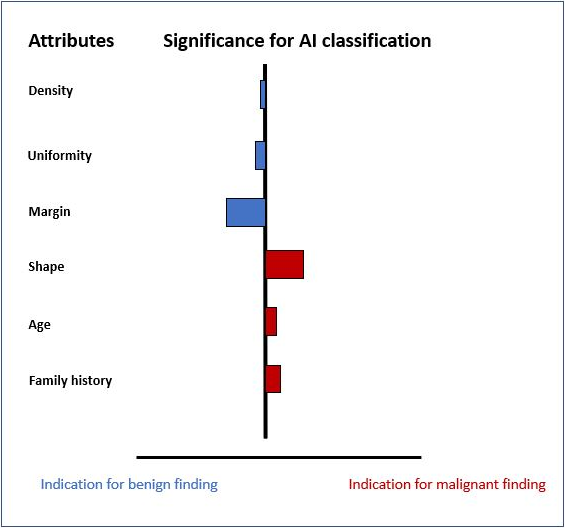 Attributes Significance for AI classification
Density
Uniformity
Margin
Shape
Age
Family history
Indication for benign finding Indication for malignant finding